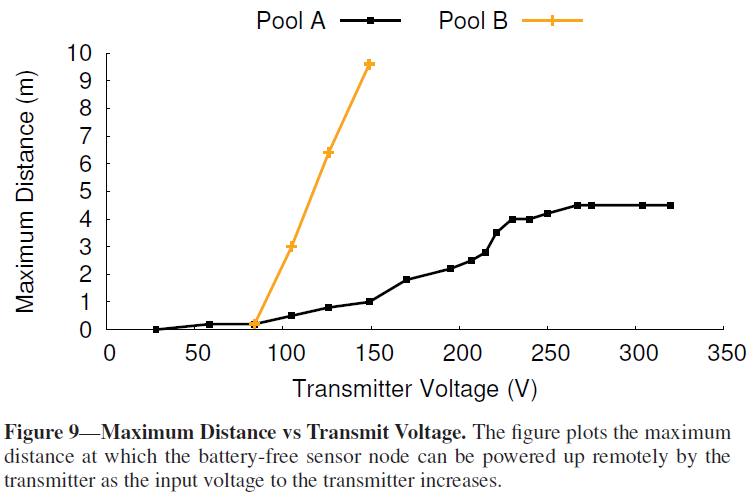 Pool A
Pool B
10
9
8
7
6
5
4
3
2
1
0
Maximum Distance (m)
0 50 100 150 200 250 300 350
Transmitter Voltage (V)
Figure 9—Maximum Distance vs Transmit Voltage. The figure plots the maximum
distance at which the battery-free sensor node can be powered up remotely by the
transmitter as the input voltage to the transmitter increases.